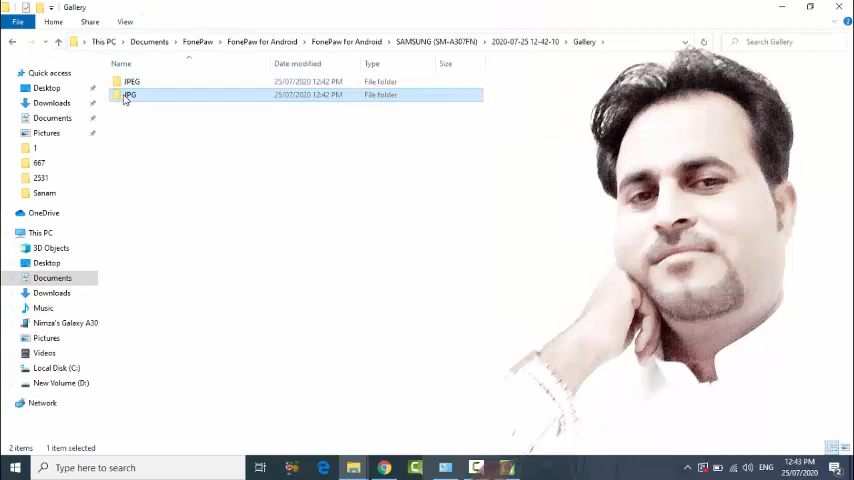 Gallery
File
Home
Share
View
This PC
Documents
FonePaw
FonePaw for Android
FonePaw for Android
SAMSUNG (SM-A307FN)
2020-07-25 12-42-10
Gallery
Search Gallery
Name
Date modified
Type
Size
JPEG
25/07/2020 12:42 PM
File folder
JPG
25/07/2020 12:42 PM
File folder
Quick access
Desktop
Downloads
Documents
Pictures
1
667
2531
Sanam
OneDrive
This PC
3D Objects
Desktop
Documents
Downloads
Music
Nimza's Galaxy A30
Pictures
Videos
Local Disk (C:)
New Volume (D:)
Network
2 items
1 item selected
Type here to search
ENG
12:43 PM
25/07/2020
2